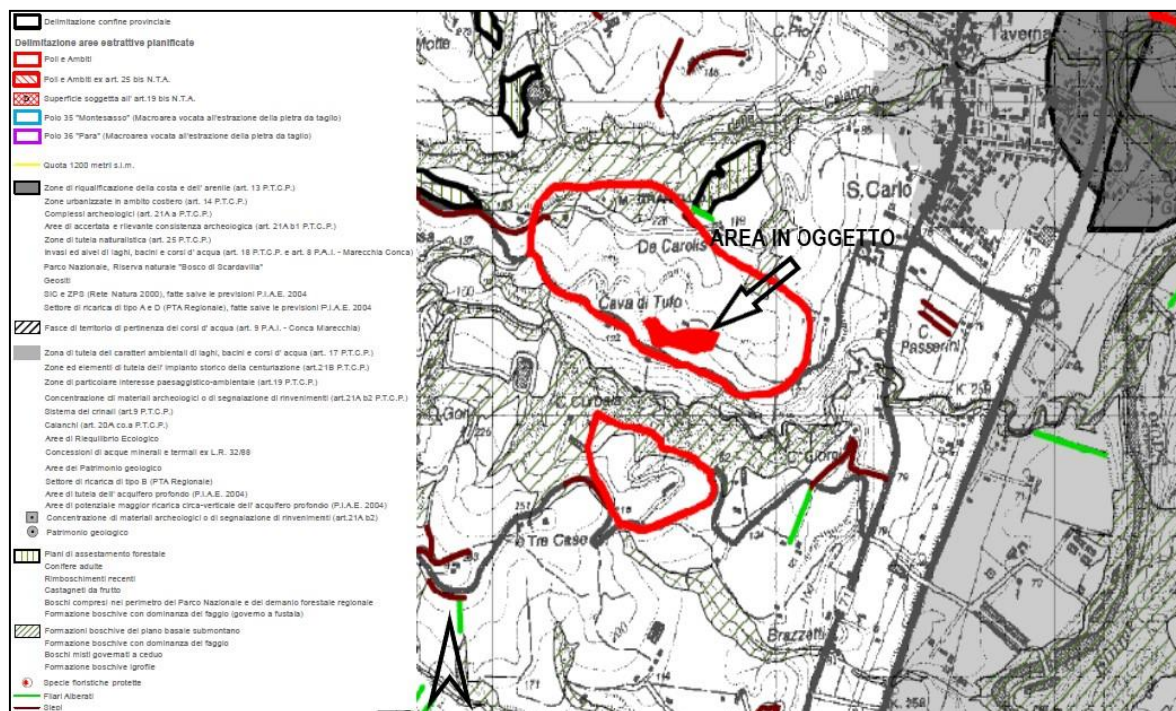 Delimitazione confine provinciale
Delimitazione aree estrattive planificate
Poli e Ambiti
Poli e Ambiti ex art. 25 bis N.T.A.
Superficie soggetta all' art.19 bis N.T.A.
Polo 35 "Montesasso" (Macroarea vocata all'estrazione della pietra da taglio)
Polo 36 "Para" (Macroarea vocata all'estrazione della pietra da taglio)
Quota 1200 metri s.l.m.
Zone di riqualificazione della costa e dell' arenile (art. 13 P.T.C.P.)
Zone urbanizzate in ambito costiero (art. 14 P.T.C.P.)
Complessi archeologici (art. 21A a P.T.C.P.)
Aree di accertata e rilevante consistenza archeologica (art. 21A b1 P.T.C.P.)
Zone di tutela naturalistica (art. 25 P.T.C.P.)
Invasi ed alvei di laghi, bacini e corsi d' acqua (art. 18 P.T.C.P. e art. 8 P.A.I. - Marecchia Conca)
Parco Nazionale, Riserva naturale "Bosco di Scardavilla"
Geositi
SIC e ZPS (Rete Natura 2000), fatte salve le previsioni P.I.A.E. 2004
Settore di ricarica di tipo A e D (PTA Regionale), fatte salve le previsioni P.I.A.E. 2004
Fasce di territorio di pertinenza dei corsi d' acqua (art. 9 P.A.I. - Conca Marecchia)
Zona di tutela dei caratteri ambientali di laghi, bacini e corsi d' acqua (art. 17 P.T.C.P.)
Zone ed elementi di tutela dell' impianto storico della centuriazione (art.21B P.T.C.P.)
Zone di particolare interesse paesaggistico-ambientale (art.19 P.T.C.P.)
Concentrazione di materiali archeologici o di segnalazione di rinvenimenti (art.21A b2 P.T.C.P.)
Sistema dei crinali (art.9 P.T.C.P.)
Calanchi (art. 20A co.a P.T.C.P.)
Aree di Riequilibrio Ecologico
Concessioni di acque minerali e termali ex L.R. 32/88
Aree del Patrimonio geologico
Settore di ricarica di tipo B (PTA Regionale)
Aree di tutela dell' acquifero profondo (P.I.A.E. 2004)
Aree di potenziale maggior ricarica circa-verticale dell' acquifero profondo (P.I.A.E. 2004)
Concentrazione di materiali archeologici o di segnalazione di rinvenimenti (art.21A b2)
Patrimonio geologico
Piani di assestamento forestale
Conifere adulte
Rimboschimenti recenti
Castagneti da frutto
Boschi compresi nel perimetro del Parco Nazionale e del demanio forestale regionale
Formazione boschive con dominanza del faggio (governo a fustaia)
Formazioni boschive del piano basale submontano
Formazione boschive con dominanza del faggio
Boschi misti governati a ceduo
Formazione boschive igrofile
Specie floristiche protette
Filari Alberati
Siepi
Motte
C. Pio
Taverna
Calanche
S. Carlo
De Carolis
AREA IN OGGETTO
Cava di Tufo
C. Passerini
K. 259
C. Giorgi
le Tre Case
Brazzatti
K. 258